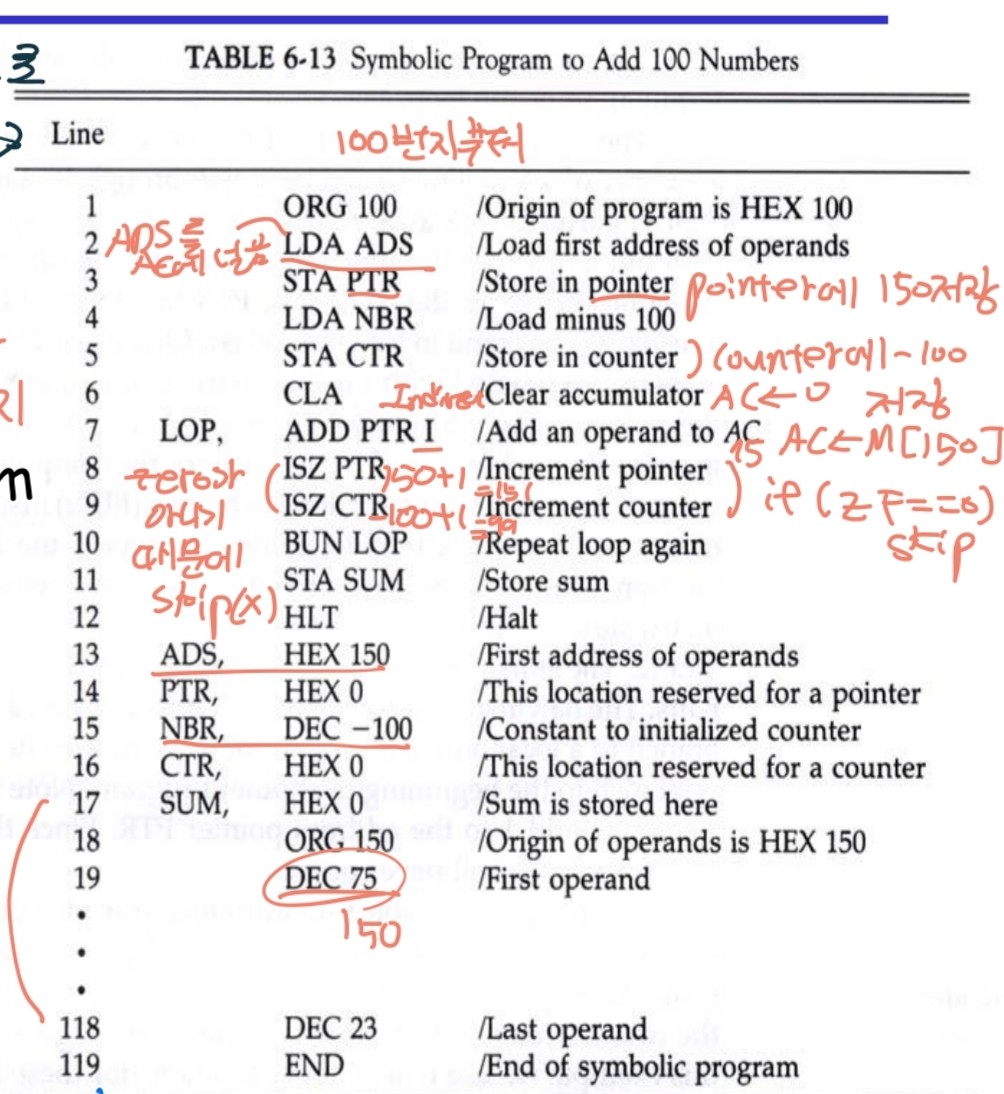 를
TABLE 6-13 Symbolic Program to Add 100 Numbers
Line
100번지부터
1 ORG 100 /Origin of program is HEX 100
ADS를
AC에 넣음
2 LDA ADS /Load first address of operands
3 STA PTR /Store in pointer pointer에 150저장
4 LDA NBR /Load minus 100
5 STA CTR /Store in counter ) counter에 -100
저장
6 CLA Indirect /Clear accumulator AC←0
7 LOP, ADD PTR I /Add an operand to AC
75 AC←M[150]
8 ISZ PTR 150+1 =151 /Increment pointer
9 ISZ CTR -100+1 =-99 /Increment counter
if (ZF==0)
skip
zero가
아니기
때문에
skip(x)
10 BUN LOP /Repeat loop again
11 STA SUM /Store sum
12 HLT /Halt
13 ADS, HEX 150 /First address of operands
14 PTR, HEX 0 /This location reserved for a pointer
15 NBR, DEC −100 /Constant to initialized counter
16 CTR, HEX 0 /This location reserved for a counter
17 SUM, HEX 0 /Sum is stored here
18 ORG 150 /Origin of operands is HEX 150
19 DEC 75 /First operand
150
.
.
.
118 DEC 23 /Last operand
119 END /End of symbolic program